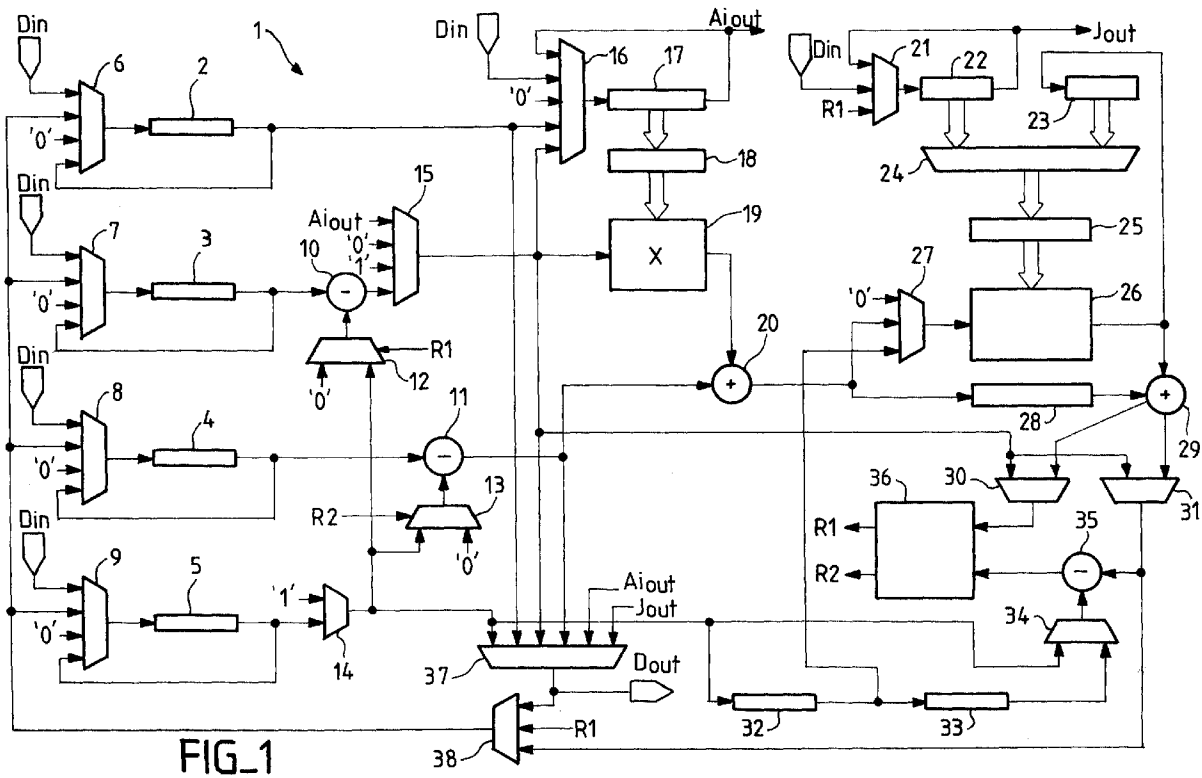 Din
1
6
2
'0'
Din
16
17
Aiout
'0'
18
Din
21
22
Jout
R1
23
24
Din
7
3
'0'
10
Aiout
'0'
'1'
15
12
R1
'0'
X
19
25
27
'0'
26
20
+
28
+
29
Din
8
4
'0'
11
13
R2
'0'
30
31
36
R1
R2
35
34
Din
9
5
'0'
'1'
14
Aiout
Jout
37
Dout
38
R1
32
33
FIG_1
-
−
−